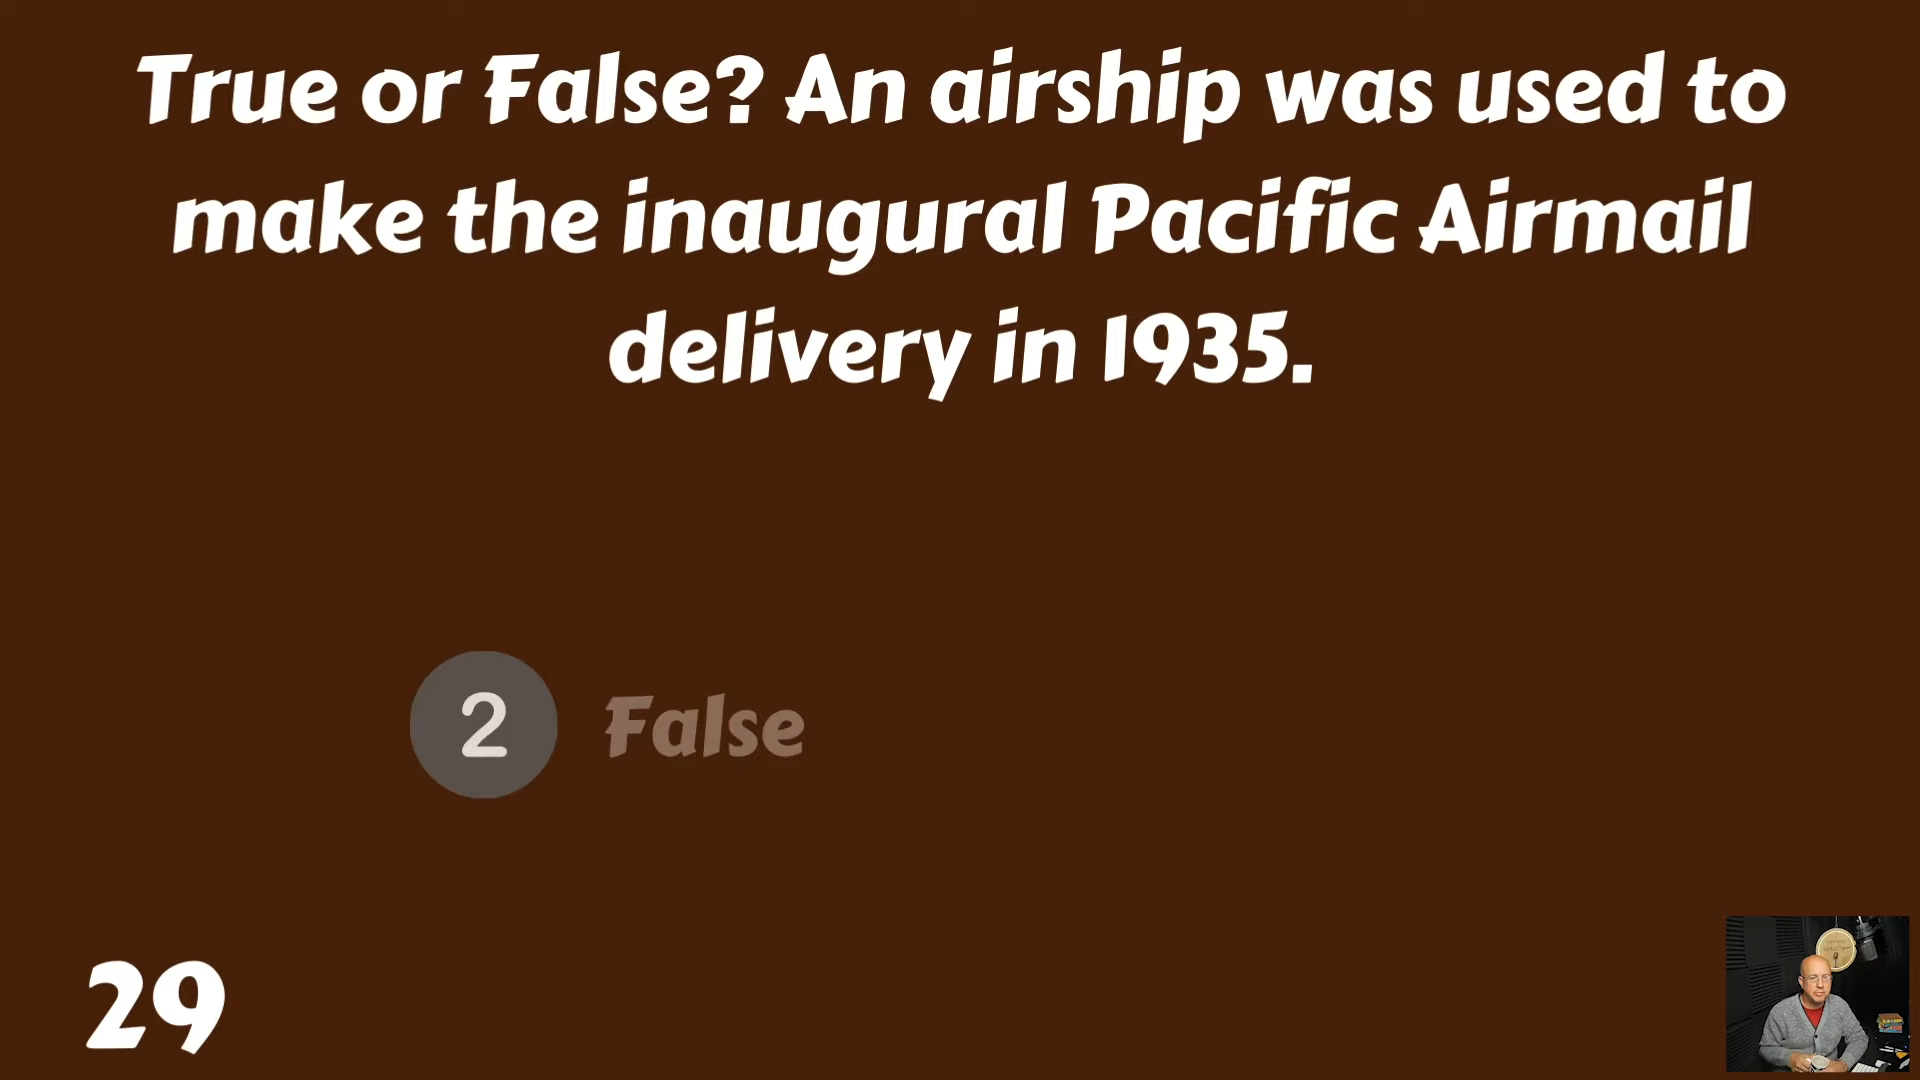 True or False? An airship was used to
make the inaugural Pacific Airmail
delivery in 1935.
2 False
29